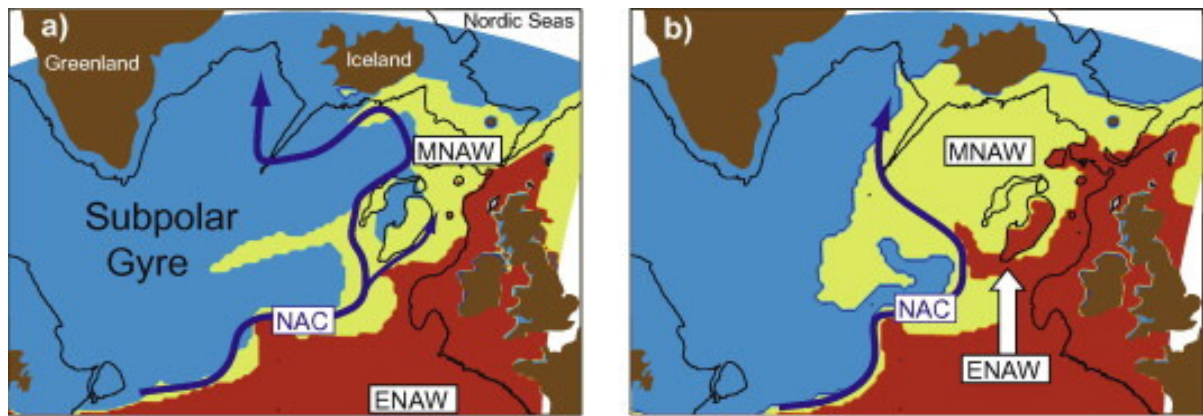 a)
Nordic Seas
Greenland
Iceland
MNAW
Subpolar
Gyre
NAC
ENAW
b)
MNAW
NAC
ENAW